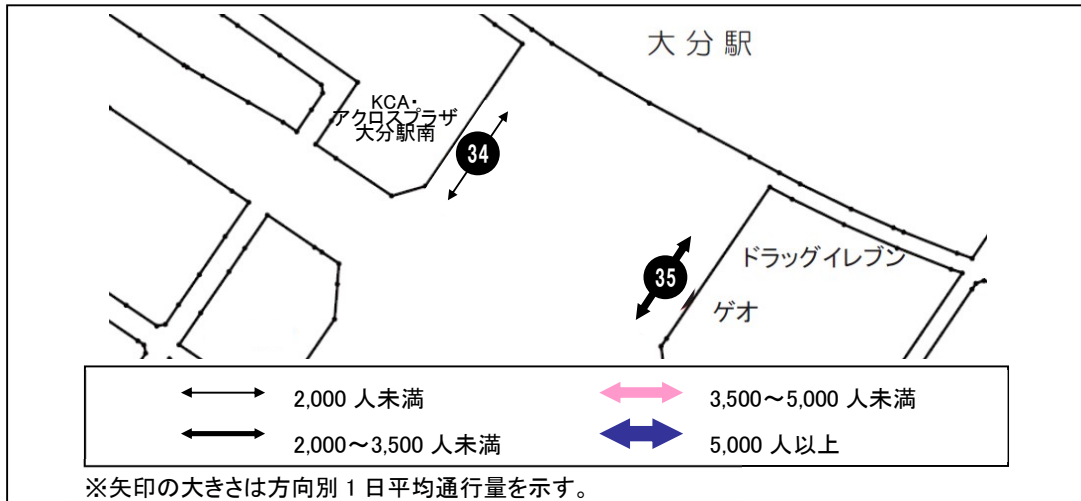 大分駅
KCA・
アクロスプラザ
大分駅南
34
35
ドラッグイレブン
ゲオ
2,000 人未満
3,500～5,000 人未満
2,000～3,500 人未満
5,000 人以上
※矢印の大きさは方向別 1 日平均通行量を示す。